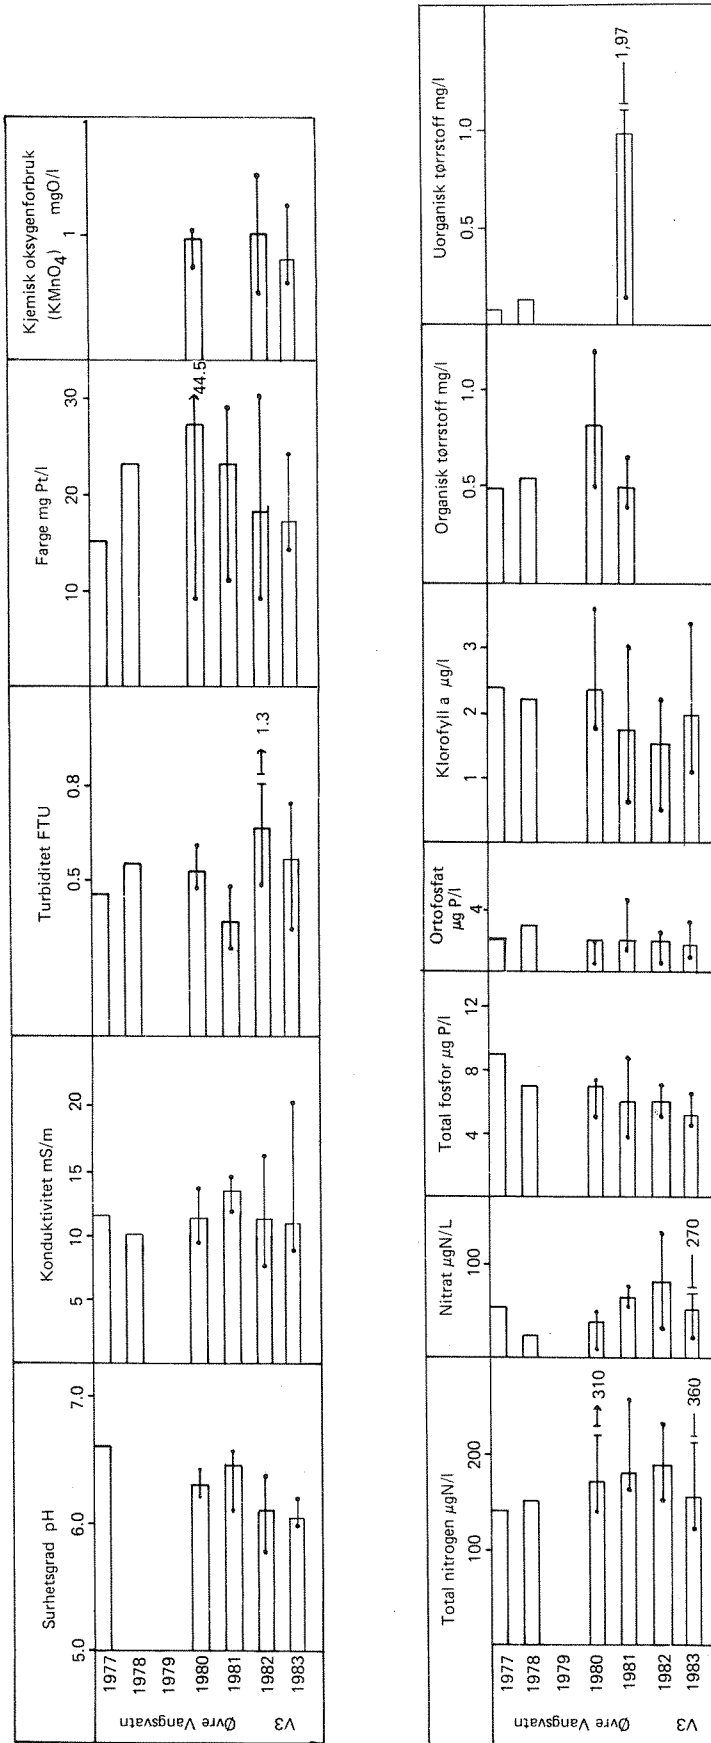 Surhetsgrad pH
5.0
6.0
7.0
Konduktivitet mS/m
5
10
15
20
Turbiditet FTU
0.5
0.8
1.3
Farge mg Pt/l
10
20
30
44.5
Kjemisk oksygenforbruk
(KMnO4) mgO/l
1
1977
1978
1979
1980
1981
1982
1983
Øvre Vangsvatn
V3
Total nitrogen µgN/l
100
200
310
360
Nitrat µgN/L
100
270
Total fosfor µg P/l
4
8
12
Ortofosfat
µg P/l
4
Klorofyll a µg/l
1
2
3
Organisk tørrstoff mg/l
0.5
1.0
Uorganisk tørrstoff mg/l
0.5
1.0
1,97
1977
1978
1979
1980
1981
1982
1983
Øvre Vangsvatn
V3